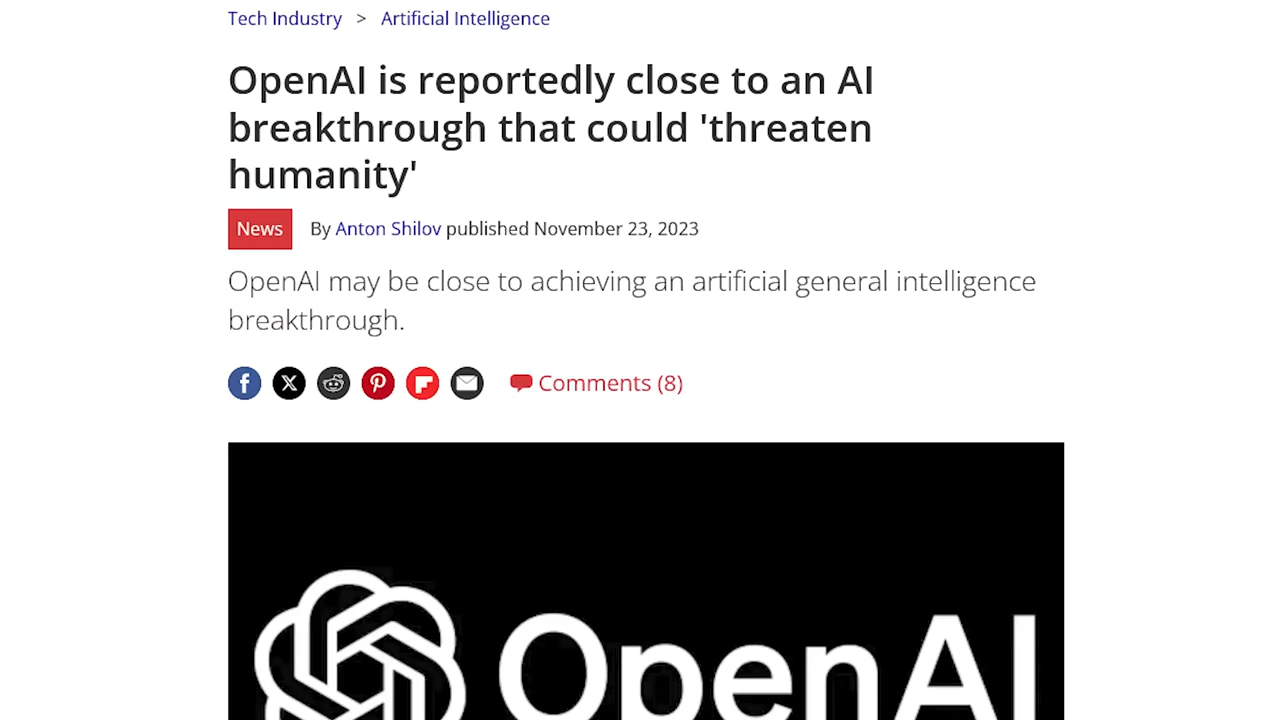 Tech Industry > Artificial Intelligence
OpenAI is reportedly close to an AI
breakthrough that could 'threaten
humanity'
News By Anton Shilov published November 23, 2023
OpenAI may be close to achieving an artificial general intelligence
breakthrough.
Comments (8)
OpenAI